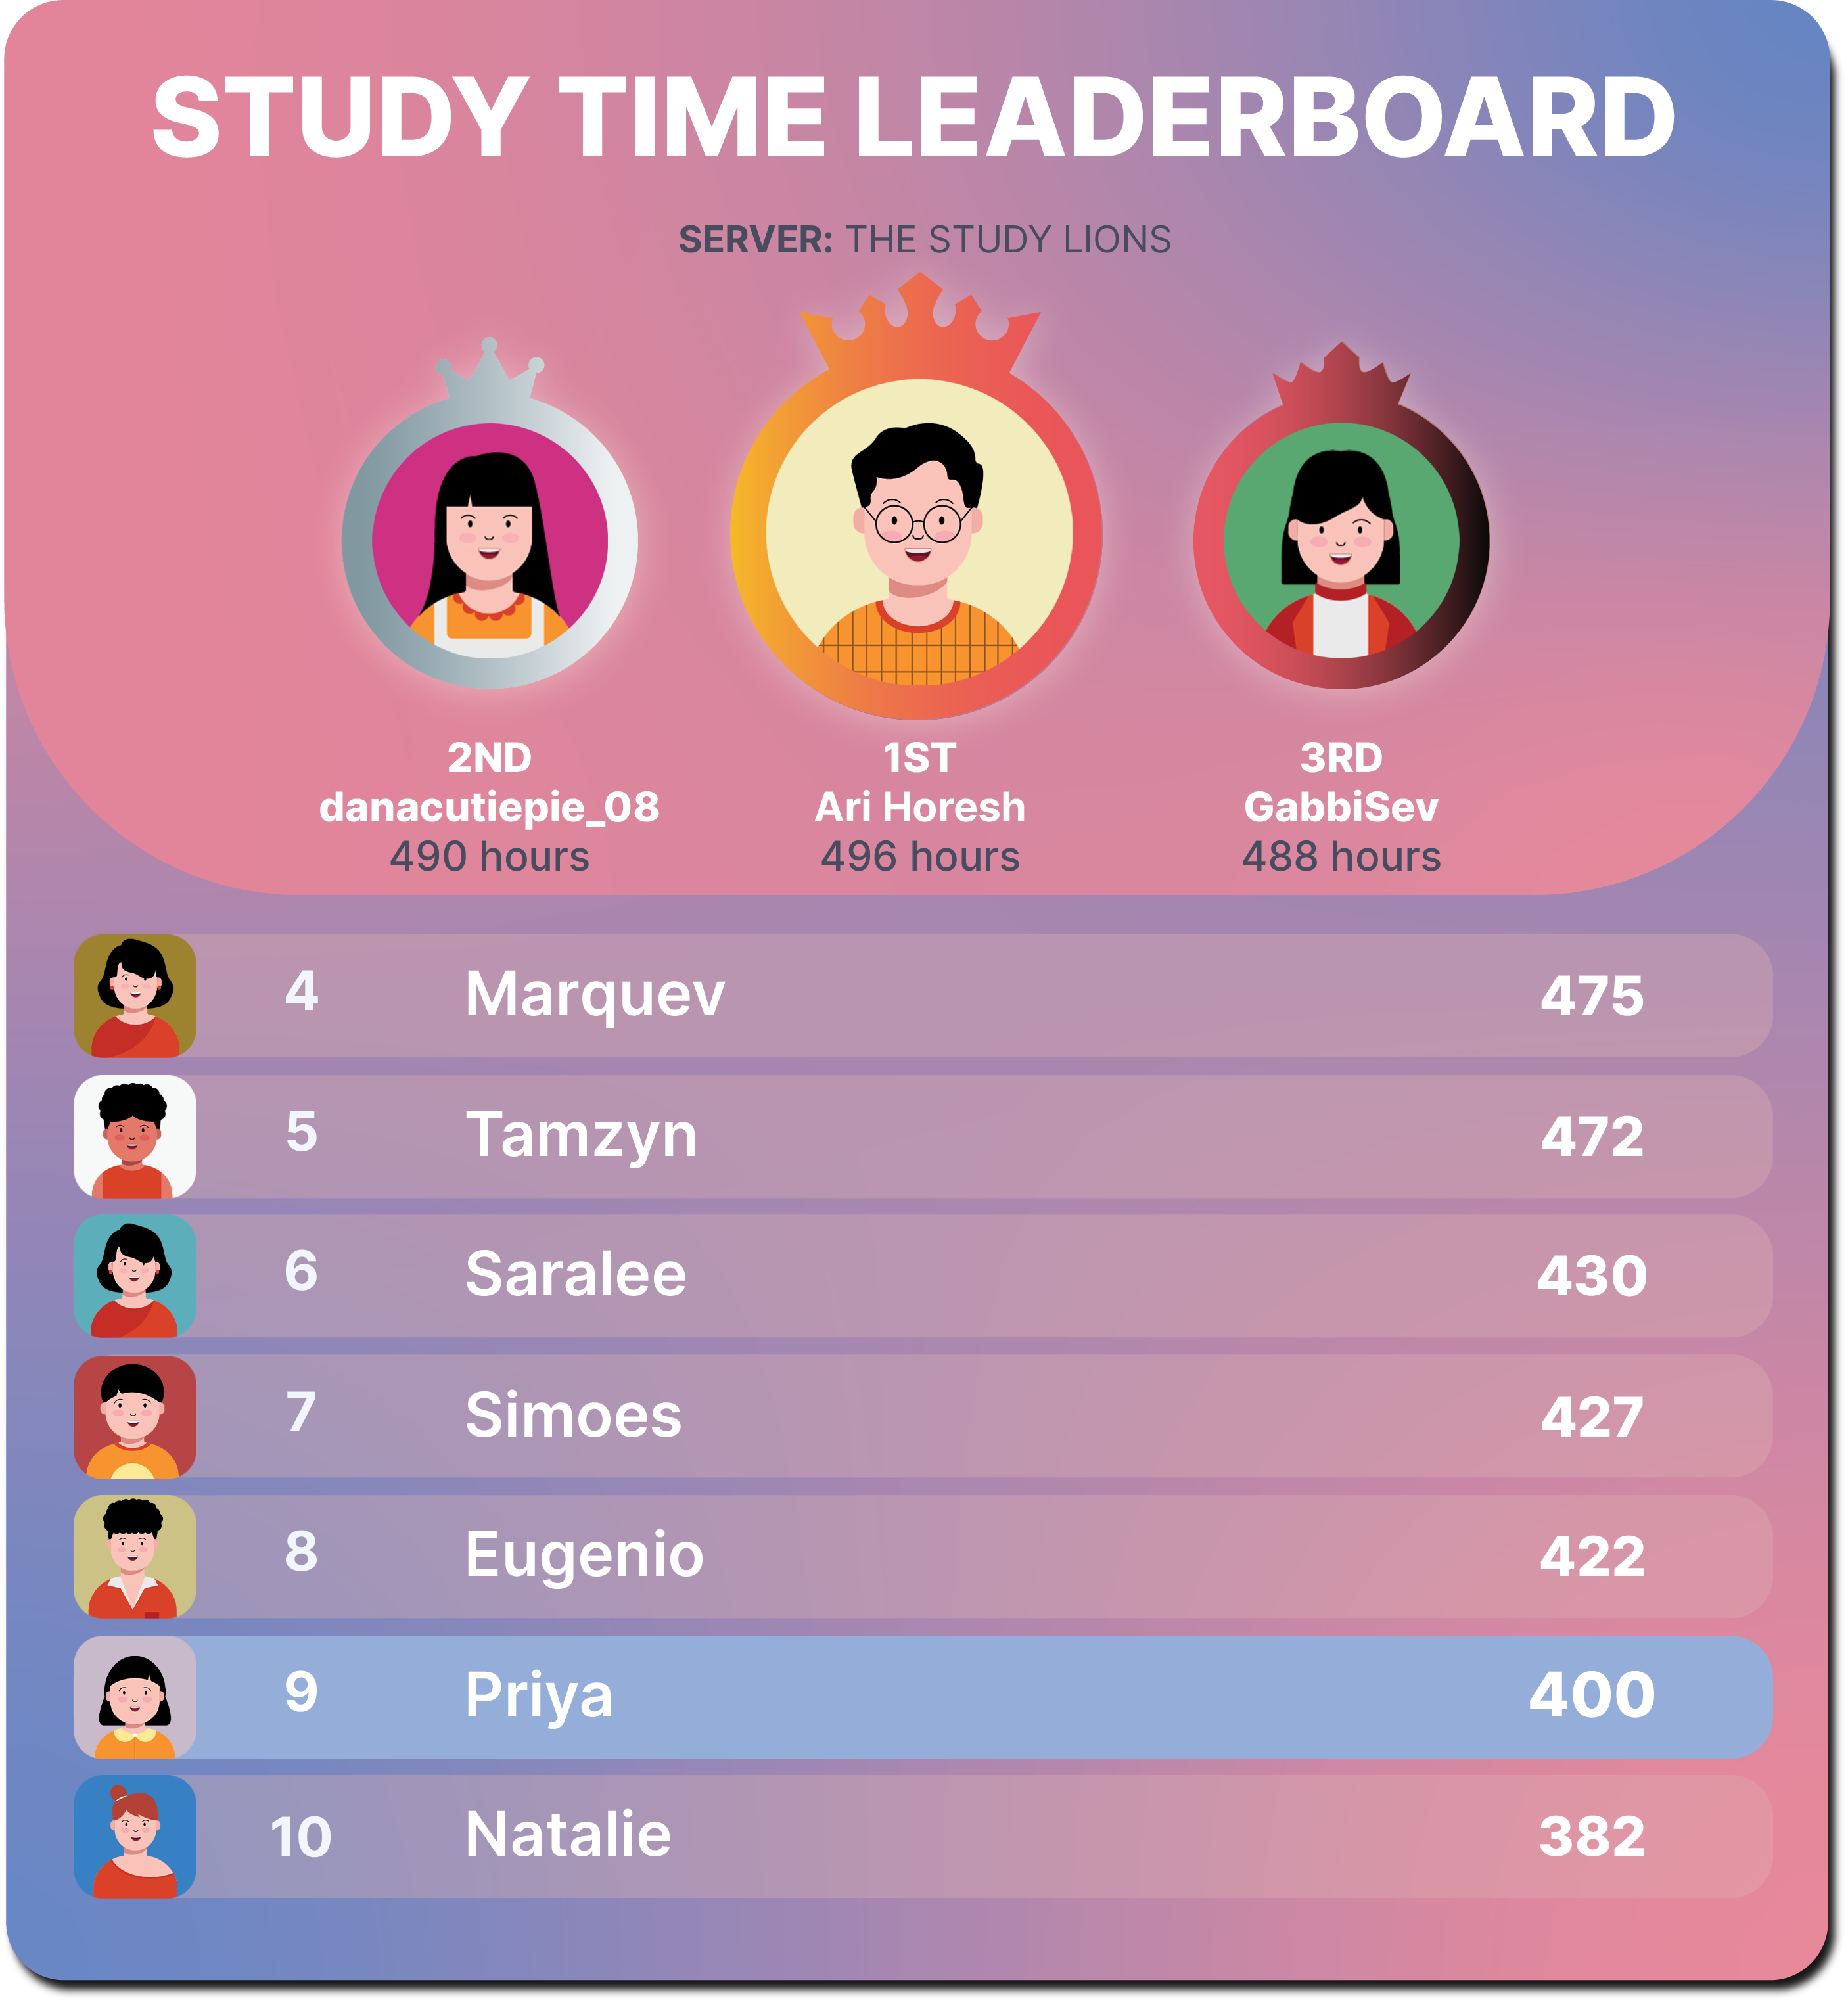 STUDY TIME LEADERBOARD
SERVER: THE STUDY LIONS
2ND
danacutiepie_08
490 hours
1ST
Ari Horesh
496 hours
3RD
GabbiSev
488 hours
4 Marquev 475
5 Tamzyn 472
6 Saralee 430
7 Simoes 427
8 Eugenio 422
9 Priya 400
10 Natalie 382